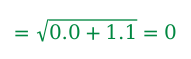 = √0.0 + 1.1 = 0